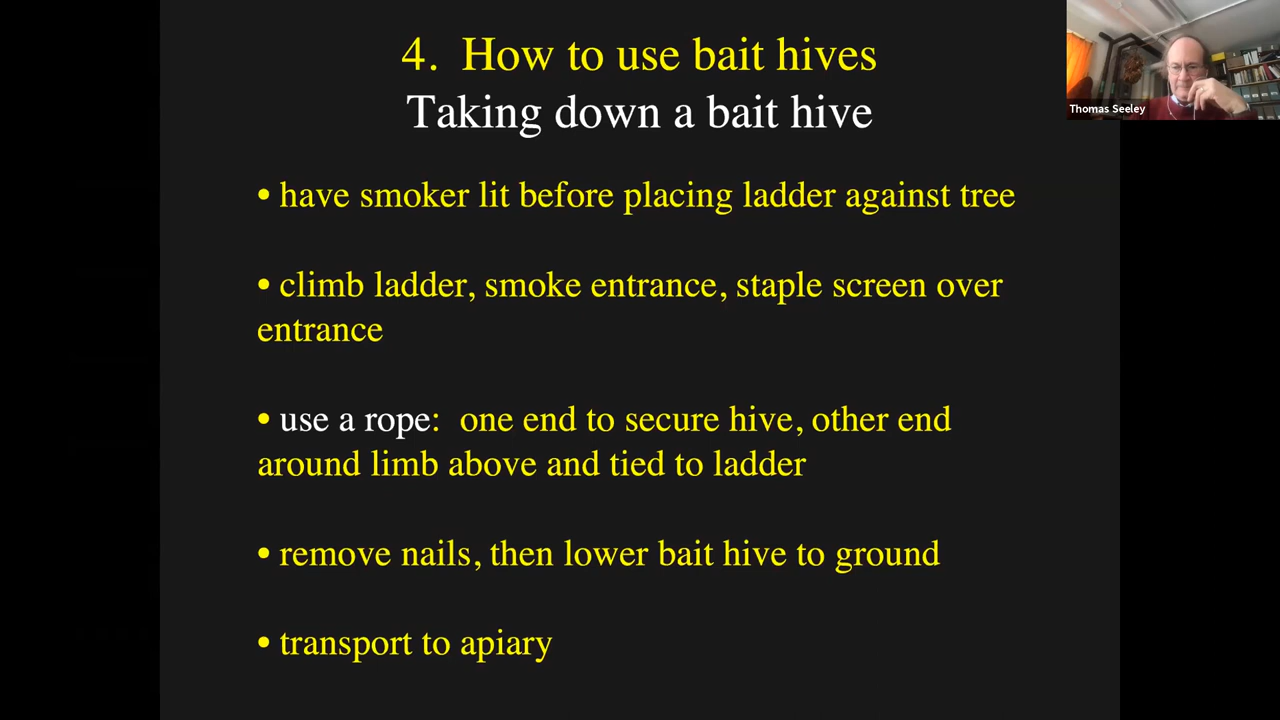 4.  How to use bait hives
Taking down a bait hive
Thomas Seeley
• have smoker lit before placing ladder against tree
• climb ladder, smoke entrance, staple screen over
entrance
• use a rope:  one end to secure hive, other end
around limb above and tied to ladder
• remove nails, then lower bait hive to ground
• transport to apiary